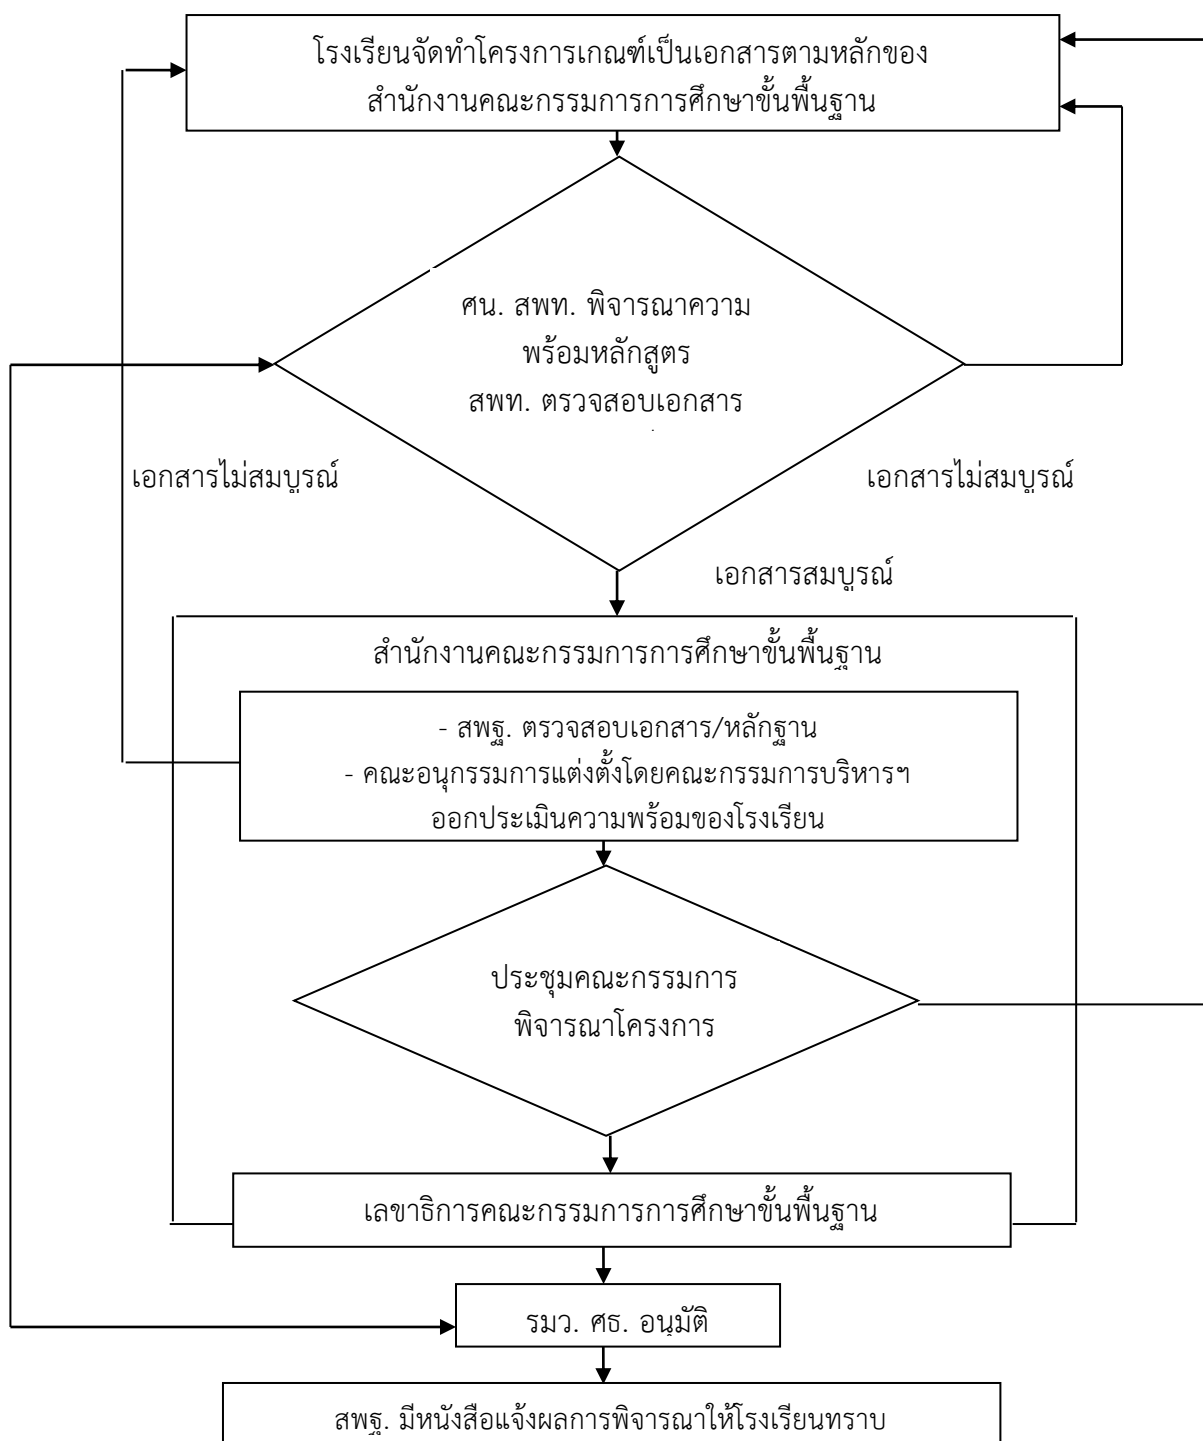 โรงเรียนจัดทำโครงการเกณฑ์เป็นเอกสารตามหลักของ
สำนักงานคณะกรรมการการศึกษาขั้นพื้นฐาน
ศน. สพท. พิจารณาความ
พร้อมหลักสูตร
สพท. ตรวจสอบเอกสาร
เอกสารไม่สมบูรณ์
เอกสารไม่สมบูรณ์
เอกสารสมบูรณ์
สำนักงานคณะกรรมการการศึกษาขั้นพื้นฐาน
- สพฐ. ตรวจสอบเอกสาร/หลักฐาน
- คณะอนุกรรมการแต่งตั้งโดยคณะกรรมการบริหารฯ
ออกประเมินความพร้อมของโรงเรียน
ประชุมคณะกรรมการ
พิจารณาโครงการ
เลขาธิการคณะกรรมการการศึกษาขั้นพื้นฐาน
รมว. ศธ. อนุมัติ
สพฐ. มีหนังสือแจ้งผลการพิจารณาให้โรงเรียนทราบ